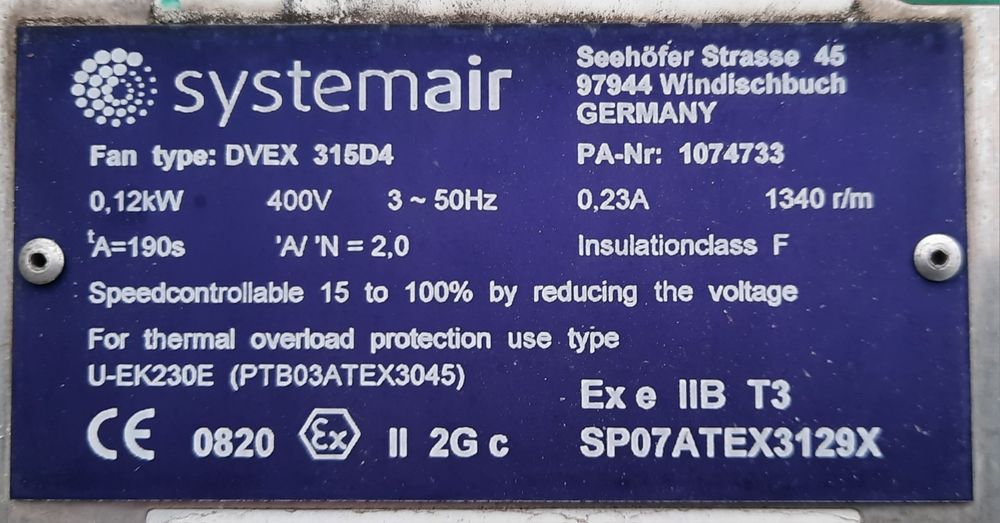 systemair
Seehöfer Strasse 45
97944 Windischbuch
GERMANY
Fan type: DVEX 315D4
PA-Nr: 1074733
0,12kW 400V 3 ~ 50Hz 0,23A 1340 r/m
tA=190s 'A/ 'N = 2,0 Insulationclass F
Speedcontrollable 15 to 100% by reducing the voltage
For thermal overload protection use type
U-EK230E (PTB03ATEX3045)
Ex e IIB T3
CE 0820 Ex II 2G c SP07ATEX3129X